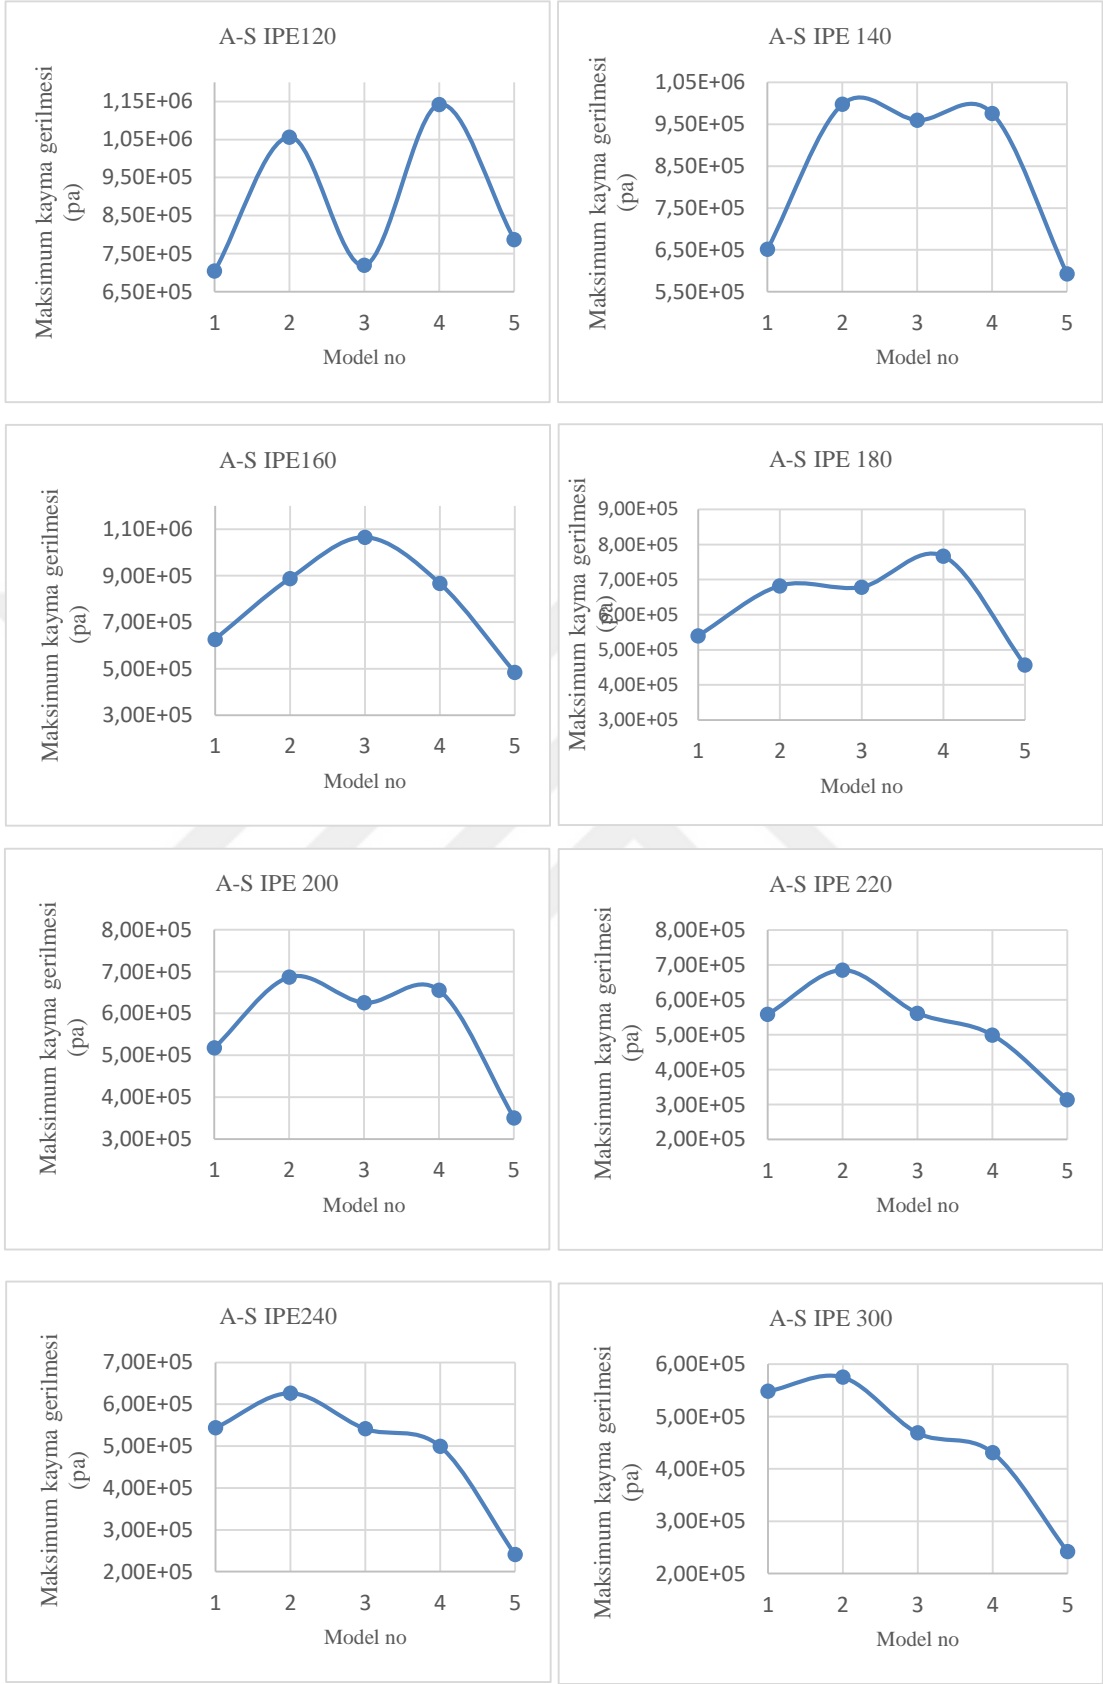 A-S IPE120
Maksimum kayma gerilmesi
(pa)
1,15E+06
1,05E+06
9,50E+05
8,50E+05
7,50E+05
6,50E+05
1 2 3 4 5
Model no
A-S IPE 140
Maksimum kayma gerilmesi
(pa)
1,05E+06
9,50E+05
8,50E+05
7,50E+05
6,50E+05
5,50E+05
1 2 3 4 5
Model no
A-S IPE160
Maksimum kayma gerilmesi
(pa)
1,10E+06
9,00E+05
7,00E+05
5,00E+05
3,00E+05
1 2 3 4 5
Model no
A-S IPE 180
Maksimum kayma gerilmesi
(pa)
9,00E+05
8,00E+05
7,00E+05
6,00E+05
5,00E+05
4,00E+05
3,00E+05
1 2 3 4 5
Model no
A-S IPE 200
Maksimum kayma gerilmesi
(pa)
8,00E+05
7,00E+05
6,00E+05
5,00E+05
4,00E+05
3,00E+05
1 2 3 4 5
Model no
A-S IPE 220
Maksimum kayma gerilmesi
(pa)
8,00E+05
7,00E+05
6,00E+05
5,00E+05
4,00E+05
3,00E+05
2,00E+05
1 2 3 4 5
Model no
A-S IPE240
Maksimum kayma gerilmesi
(pa)
7,00E+05
6,00E+05
5,00E+05
4,00E+05
3,00E+05
2,00E+05
1 2 3 4 5
Model no
A-S IPE 300
Maksimum kayma gerilmesi
(pa)
6,00E+05
5,00E+05
4,00E+05
3,00E+05
2,00E+05
1 2 3 4 5
Model no